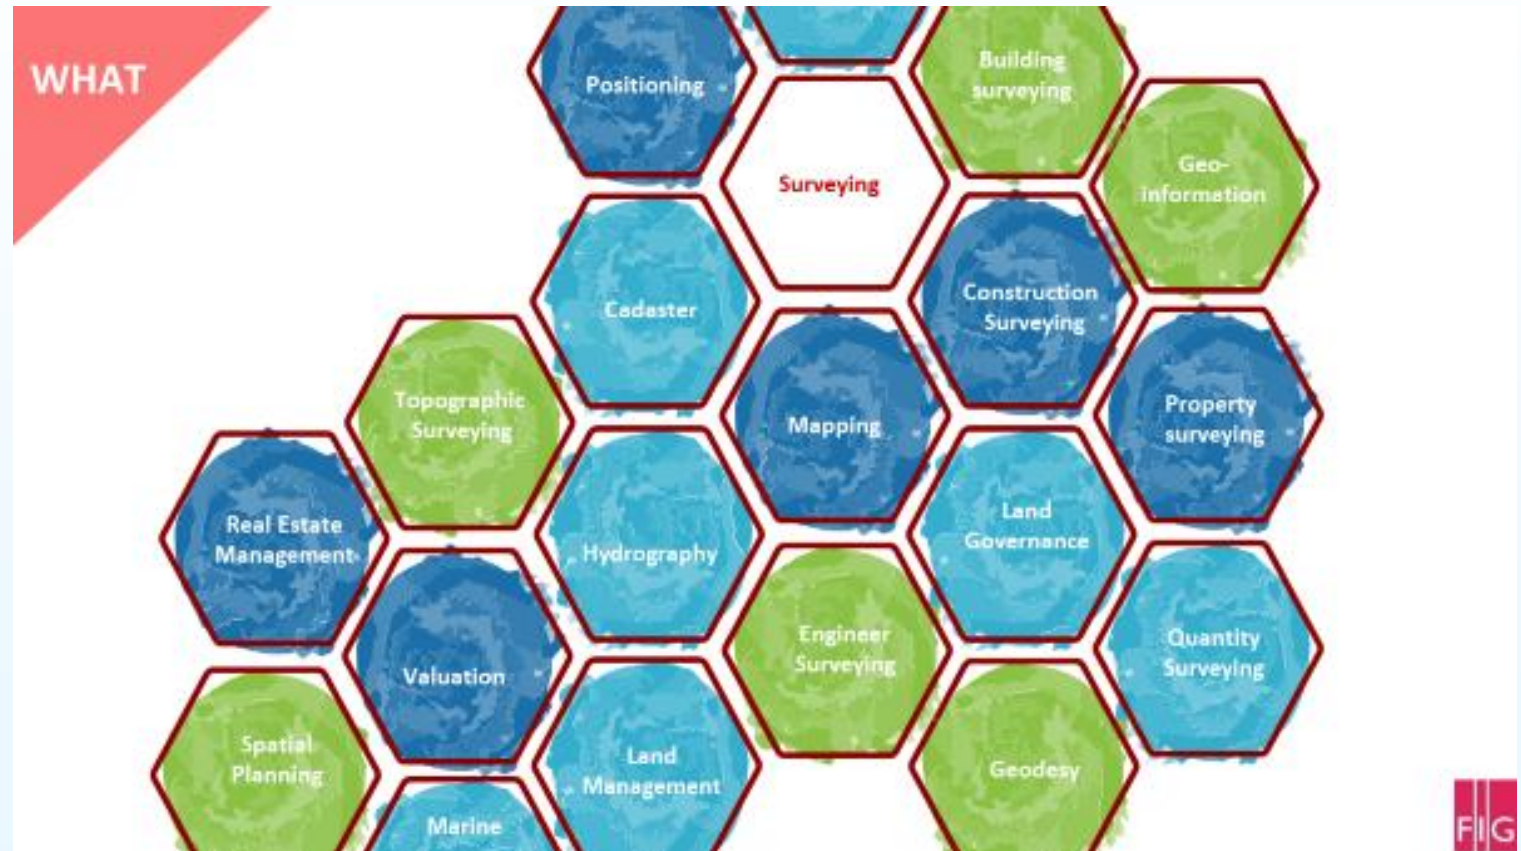 WHAT
Positioning
Building
surveying
Surveying
Geo-
information
Cadaster
Construction
Surveying
Topographic
Surveying
Mapping
Property
surveying
Real Estate
Management
Hydrography
Land
Governance
Valuation
Engineer
Surveying
Quantity
Surveying
Spatial
Planning
Land
Management
Geodesy
Marine
FIG